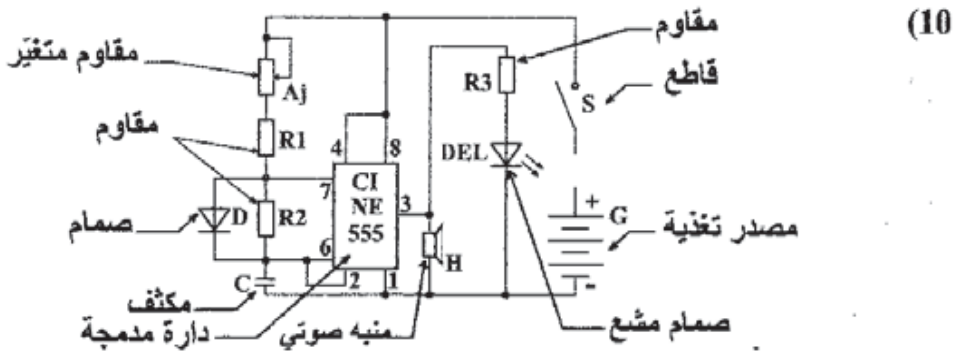 (10
مقاوم
R3
قاطع
S
مقاوم متغيّر
Aj
مقاوم
R1
4
8
DEL
CI
NE
555
7
3
6
2
1
D
R2
صمام
+
G
-
مصدر تغذية
H
C
مكثف
دارة مدمجة
منبه صوتي
صمام مشع